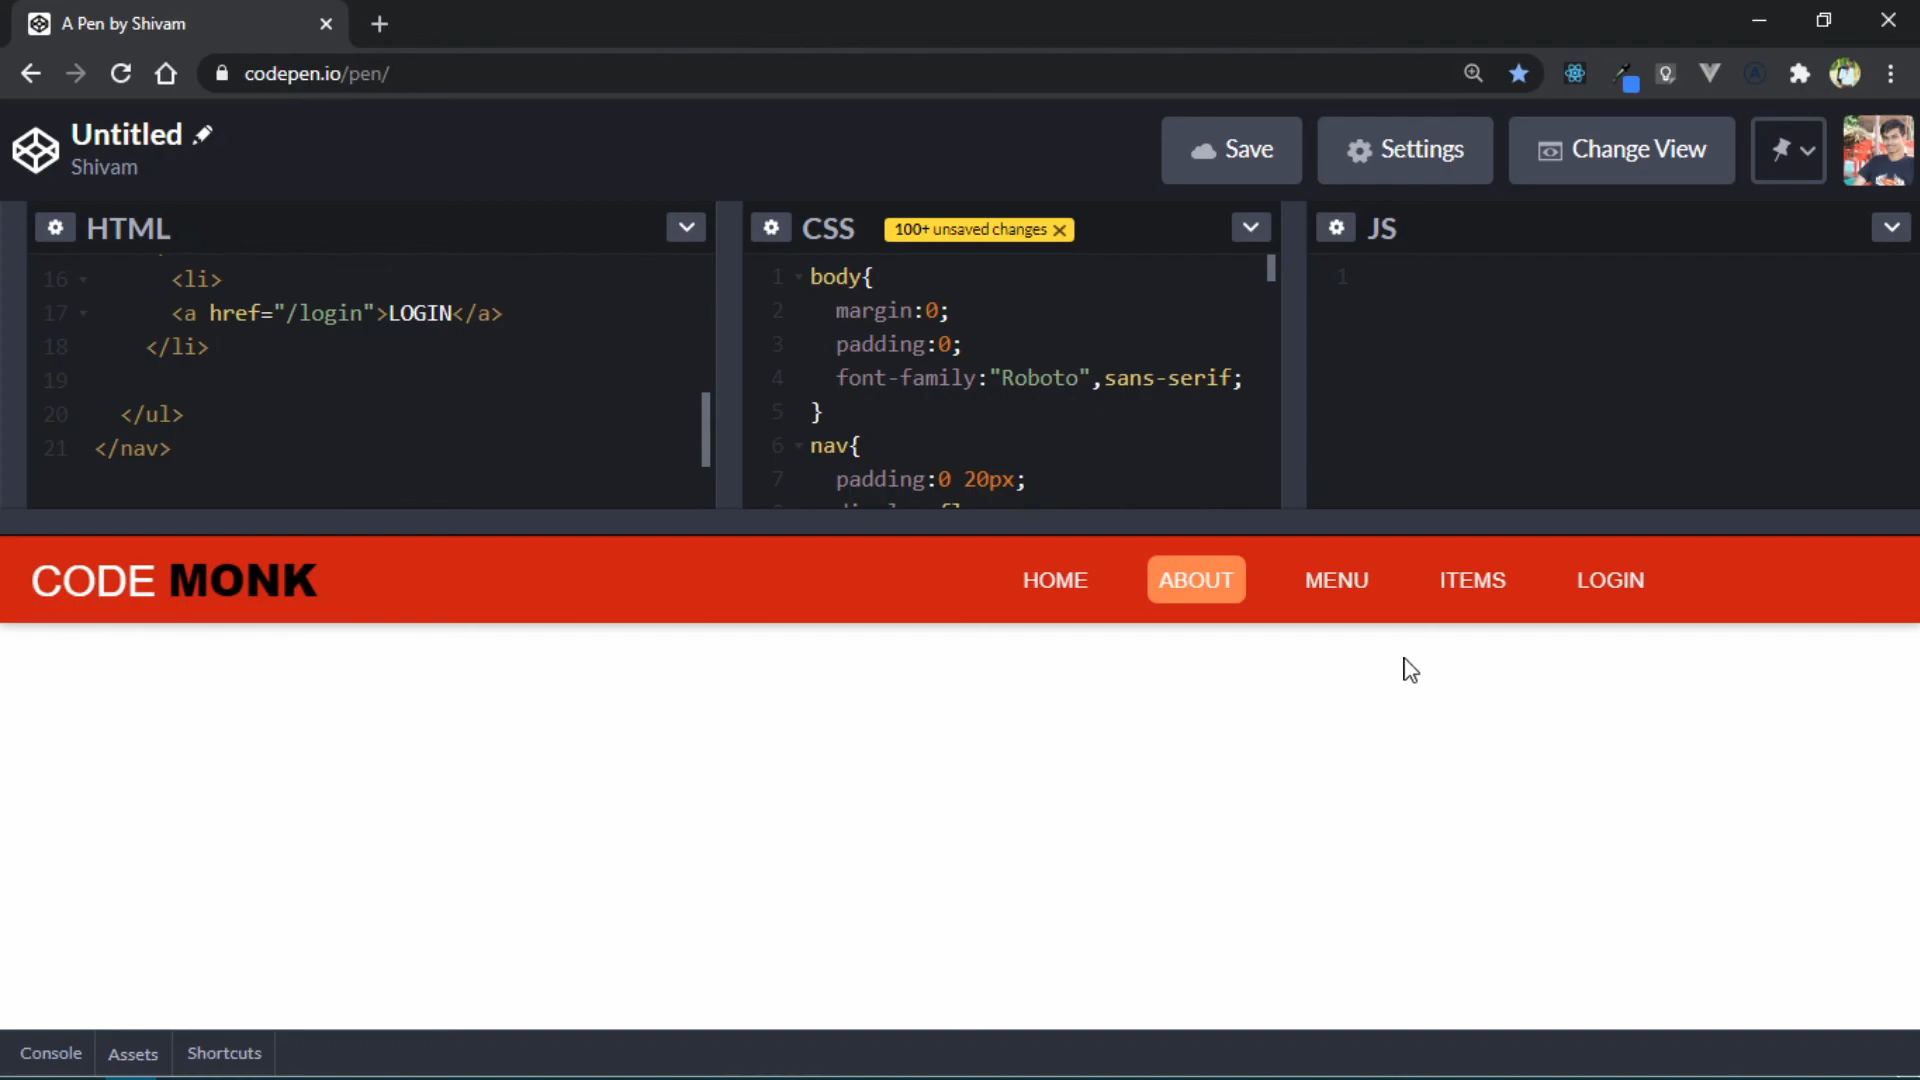 A Pen by Shivam
codepen.io/pen/
Untitled
Shivam
Save
Settings
Change View
HTML
CSS
100+ unsaved changes
JS
16 <li>
17 <a href="/login">LOGIN</a>
18 </li>
19
20 </ul>
21 </nav>
1 body{
2 margin:0;
3 padding:0;
4 font-family:"Roboto",sans-serif;
5 }
6 nav{
7 padding:0 20px;
1
CODE MONK
HOME
ABOUT
MENU
ITEMS
LOGIN
Console
Assets
Shortcuts